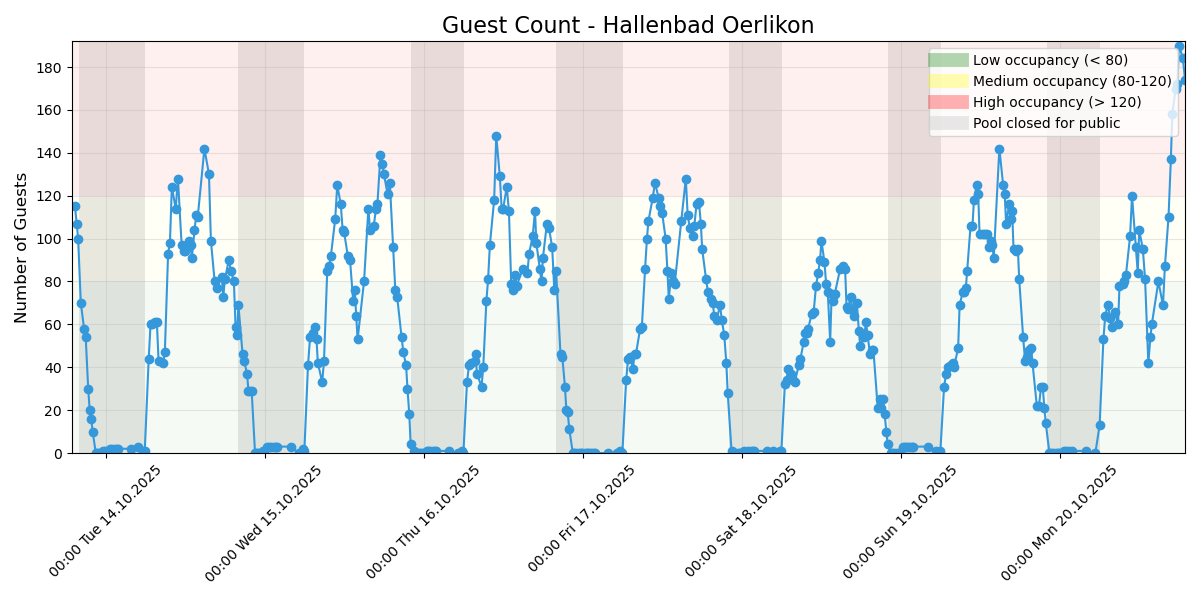 Guest Count - Hallenbad Oerlikon
Number of Guests
180
160
140
120
100
80
60
40
20
0
Low occupancy (< 80)
Medium occupancy (80-120)
High occupancy (> 120)
Pool closed for public
00:00 Tue 14.10.2025
00:00 Wed 15.10.2025
00:00 Thu 16.10.2025
00:00 Fri 17.10.2025
00:00 Sat 18.10.2025
00:00 Sun 19.10.2025
00:00 Mon 20.10.2025